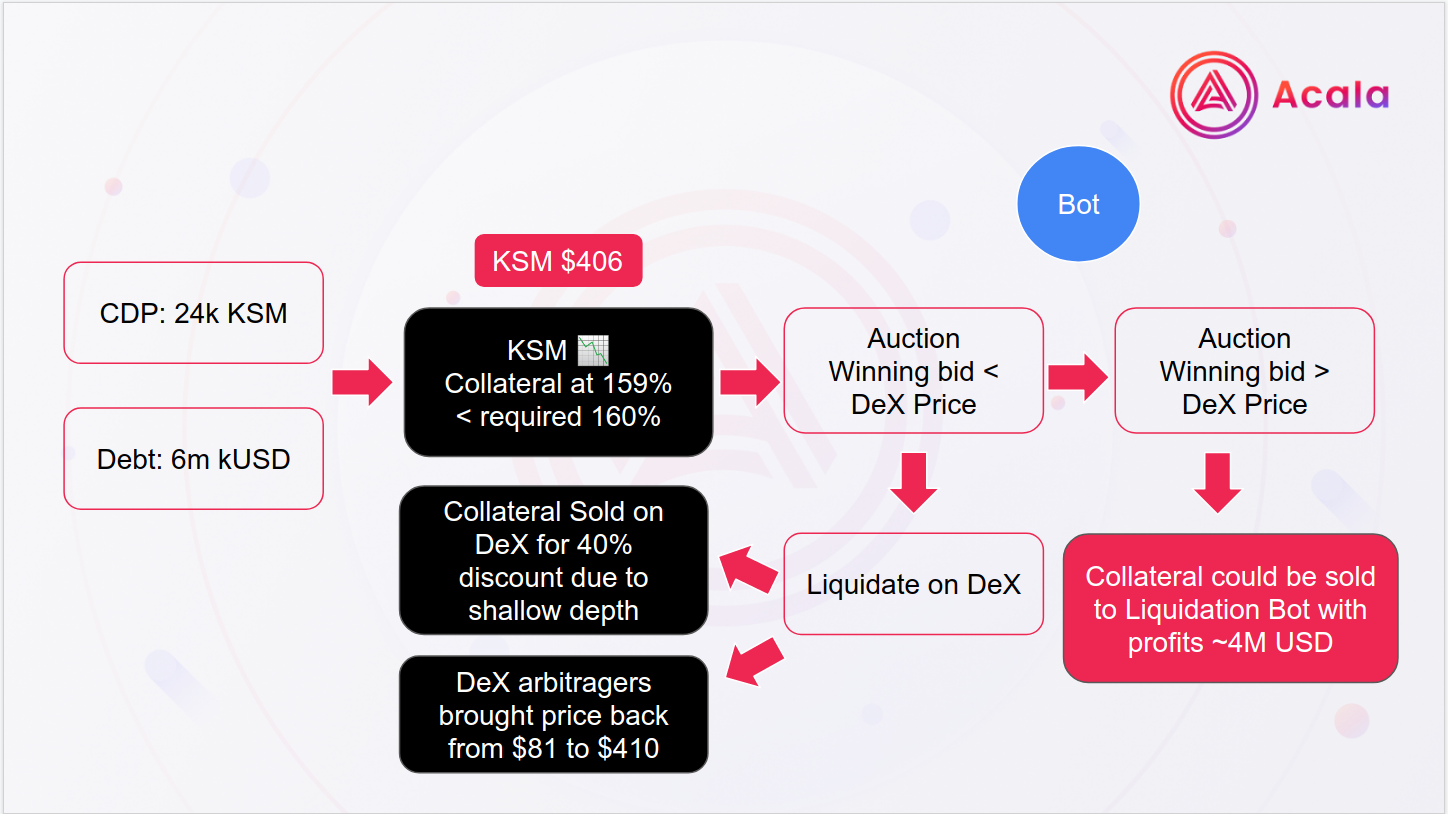 Acala
Bot
KSM $406
CDP: 24k KSM
Debt: 6m kUSD
KSM 📉
Collateral at 159%
< required 160%
Auction
Winning bid <
DeX Price
Auction
Winning bid >
DeX Price
Collateral Sold on
DeX for 40%
discount due to
shallow depth
Liquidate on DeX
Collateral could be sold
to Liquidation Bot with
profits ~4M USD
DeX arbitragers
brought price back
from $81 to $410